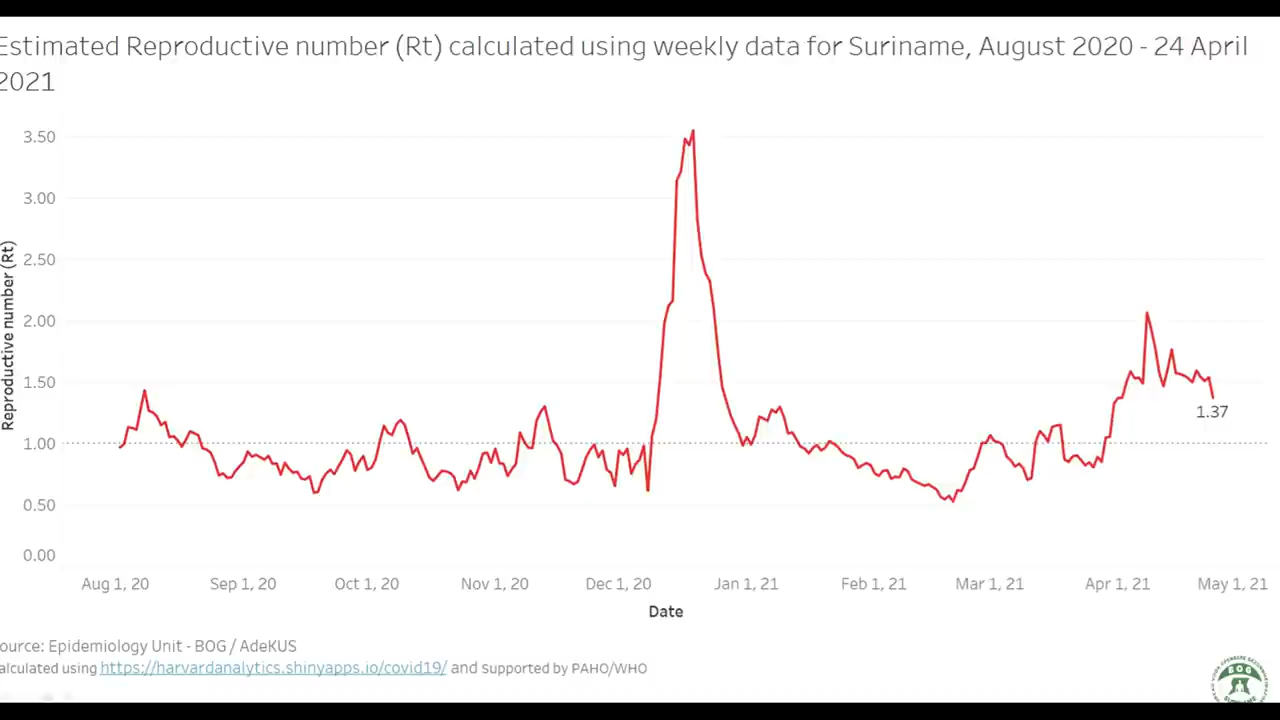 Estimated Reproductive number (Rt) calculated using weekly data for Suriname, August 2020 - 24 April
2021
Reproductive number (Rt)
3.50
3.00
2.50
2.00
1.50
1.00
0.50
0.00
1.37
Aug 1, 20
Sep 1, 20
Oct 1, 20
Nov 1, 20
Dec 1, 20
Jan 1, 21
Feb 1, 21
Mar 1, 21
Apr 1, 21
May 1, 21
Date
ource: Epidemiology Unit - BOG / AdeKUS
alculated using https://harvardanalytics.shinyapps.io/covid19/ and Supported by PAHO/WHO
BOG
SURINAME